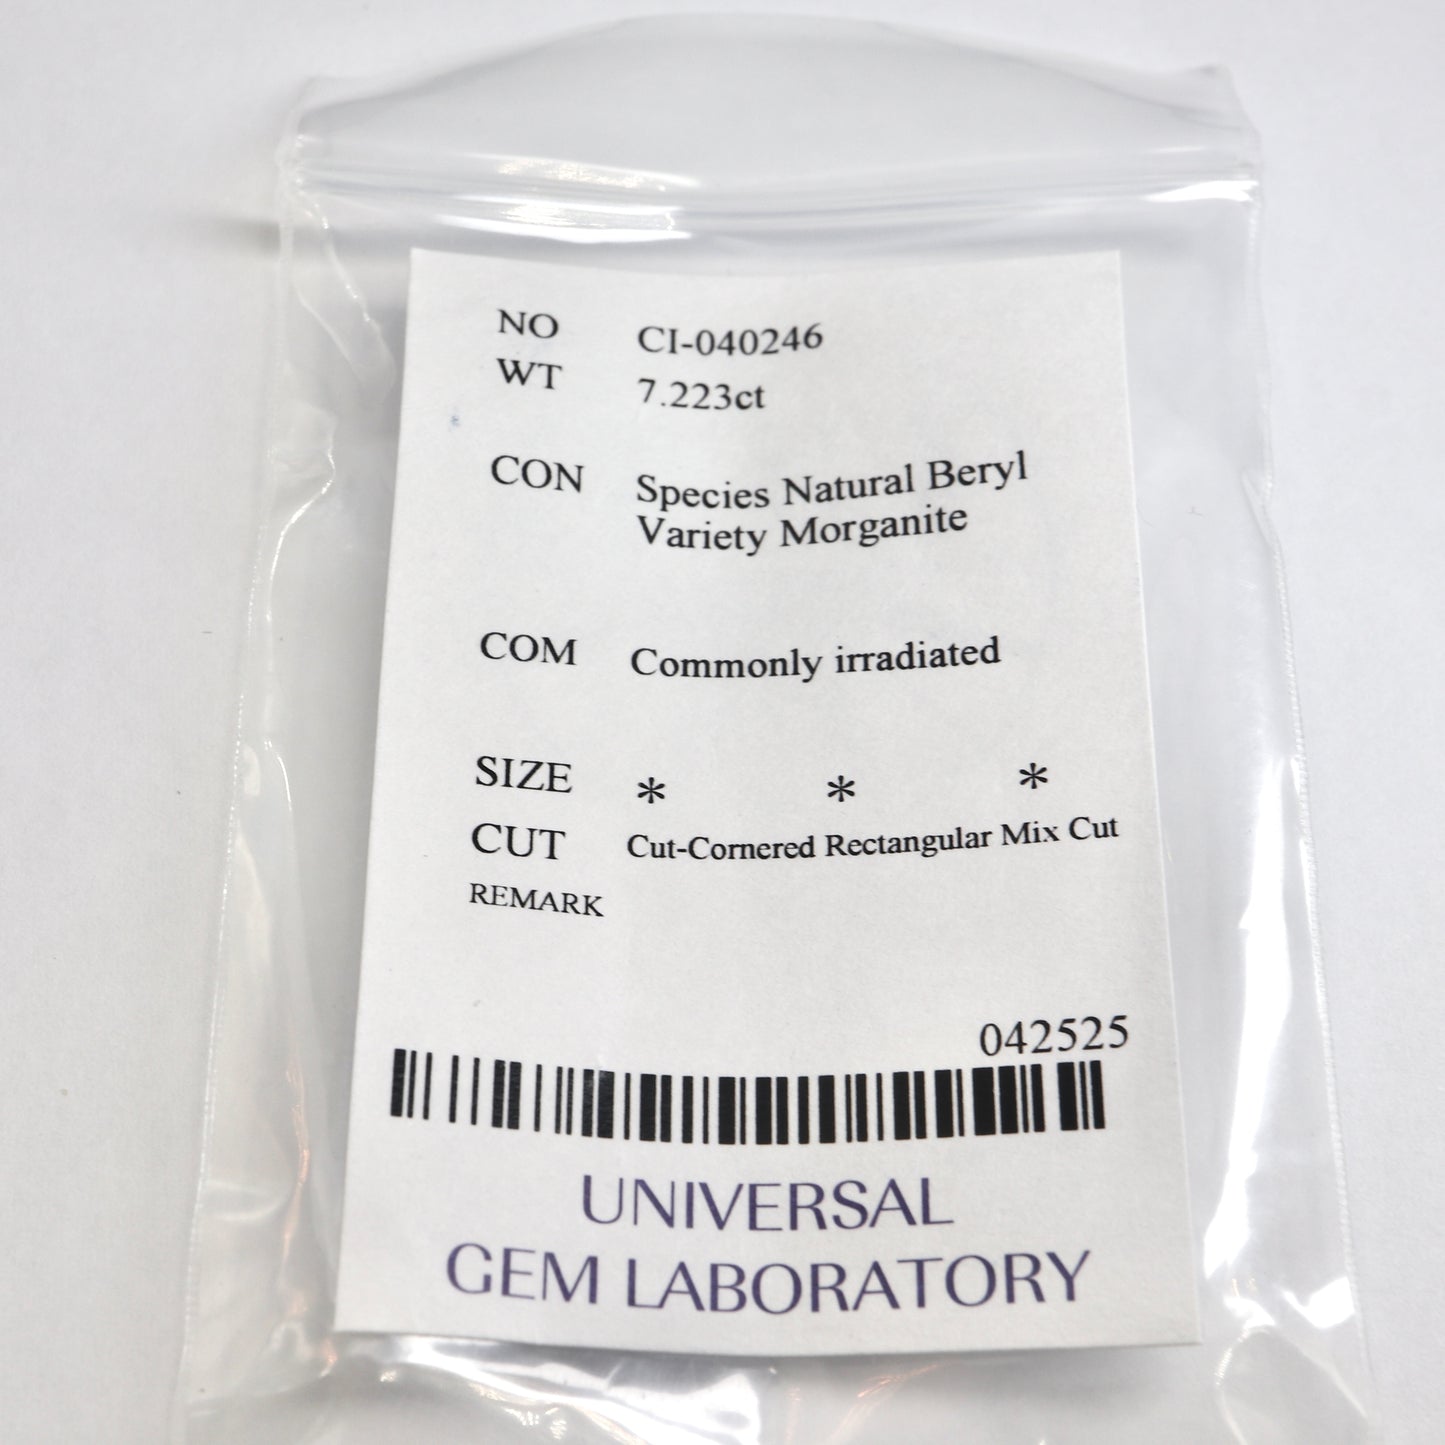 NO CI-040246
WT 7.223ct
CON Species Natural Beryl
Variety Morganite
COM Commonly irradiated
SIZE * * *
CUT Cut-Cornered Rectangular Mix Cut
REMARK
042525
UNIVERSAL
GEM LABORATORY